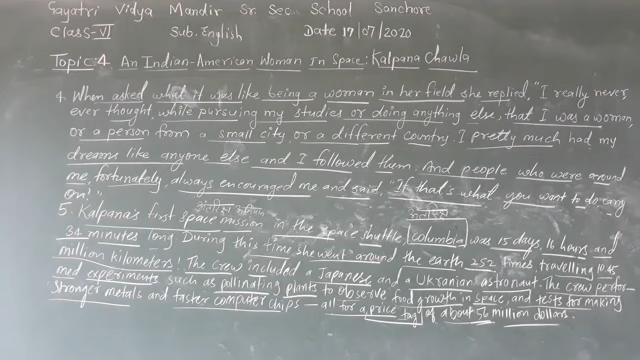 Gayatri Vidya Mandir Sr. Sec. School Sanchore
Class-VI Sub. English Date 17/07/2020
Topic:4 An Indian-American Woman In Space: Kalpana Chawla
4. When asked what it was like being a woman in her field she replied, "I really never,
ever thought, while pursuing my studies or doing anything else, that I was a woman,
or a person from a small city, or a different country. I pretty much had my
dreams like anyone else and I followed them. And people who were around
me, fortunately, always encouraged me and said, "If that's what you want to do, carry
on"."
5. Kalpana's first space mission in the space shuttle, Columbia, was 15 days, 16 hours and
34 minutes long. During this time she went around the earth 252 times, travelling 10.45
million kilometers! The crew included a Japanese and a Ukranian astronaut. The crew perfor-
med experiments such as pollinating plants to observe food growth in space, and tests for making
stronger metals and faster computer chips - all for a price tag of about 56 million dollars.